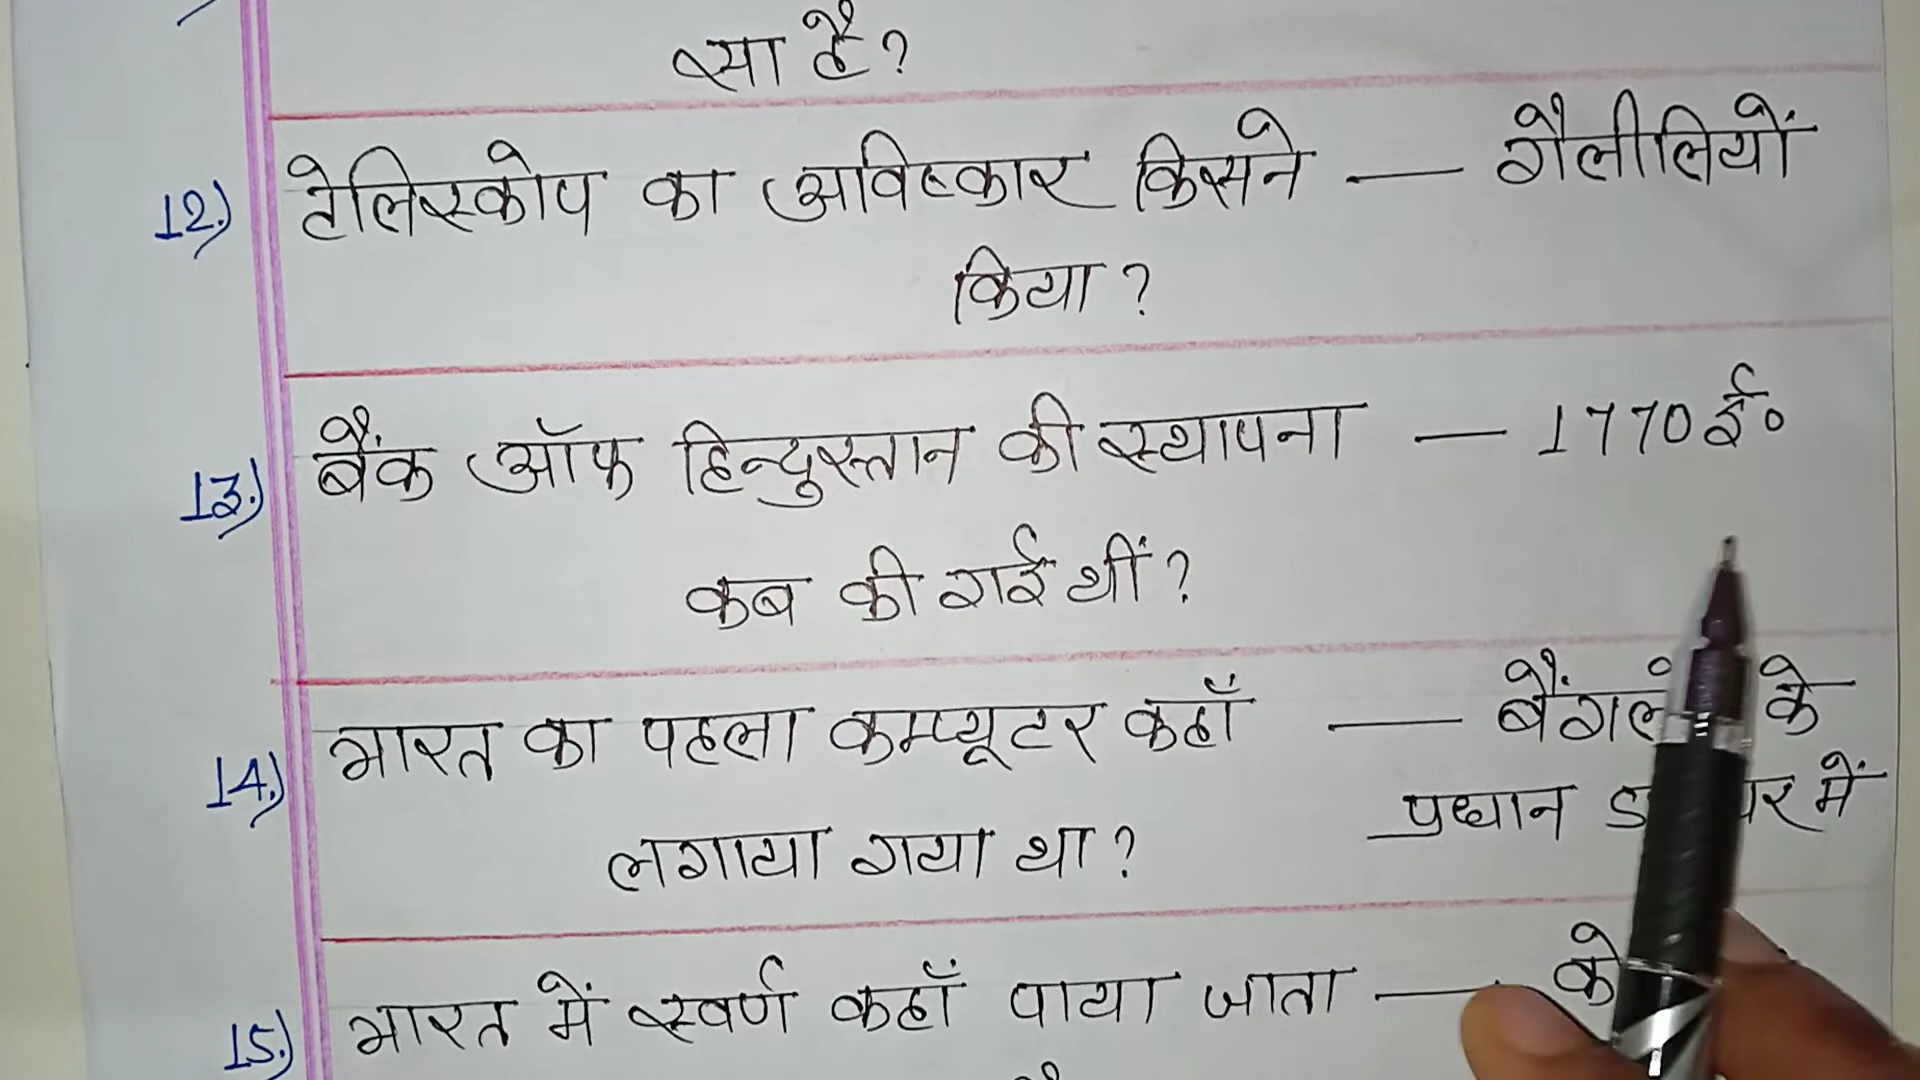 सा है?
12.) टेलिस्कोप का अविष्कार किसने — गैलीलियों
किया?
13.) बैंक ऑफ हिन्दुस्तान की स्थापना — 1770 ई०
कब की गई थीं?
14.) भारत का पहला कम्प्यूटर कहाँ — के
लगाया गया था? प्रधान में
15.) भारत में स्वर्ण कहाँ पाया जाता —